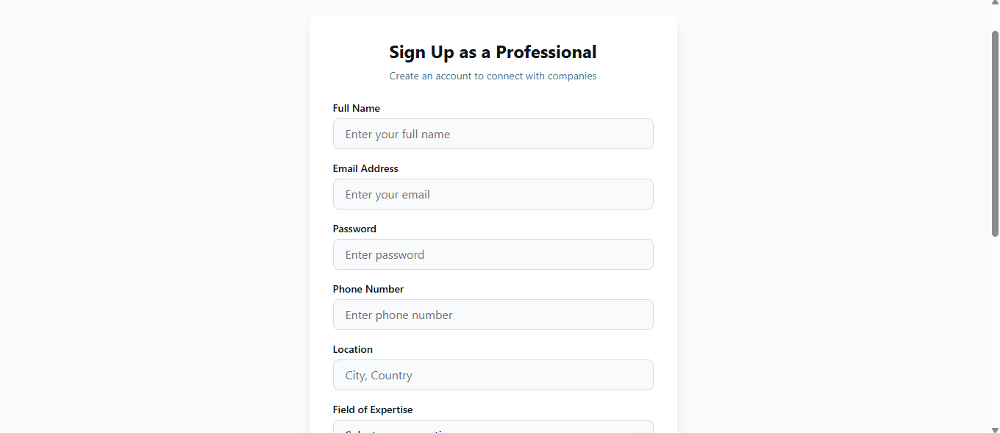 Sign Up as a Professional
Create an account to connect with companies
Full Name
Enter your full name
Email Address
Enter your email
Password
Enter password
Phone Number
Enter phone number
Location
City, Country
Field of Expertise